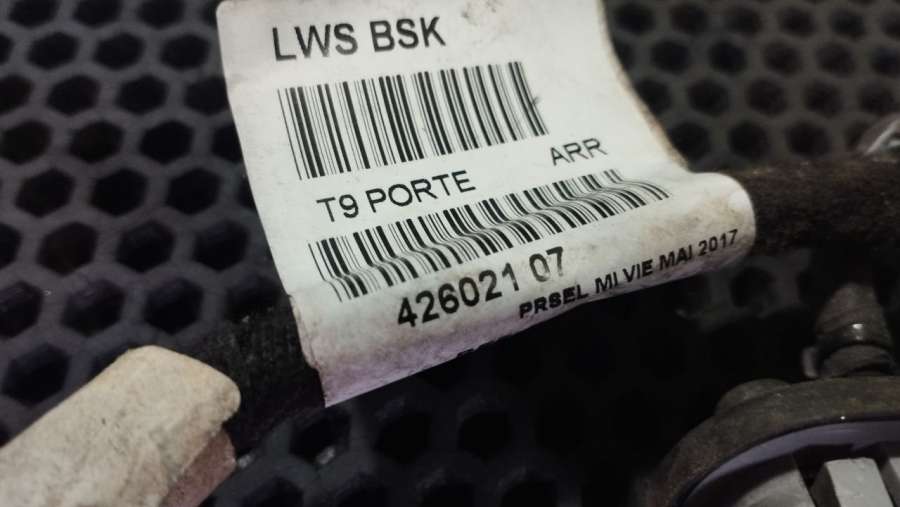 LWS BSK
T9 PORTE ARR
426021 07
PRSEL MI VIE MAI 2017